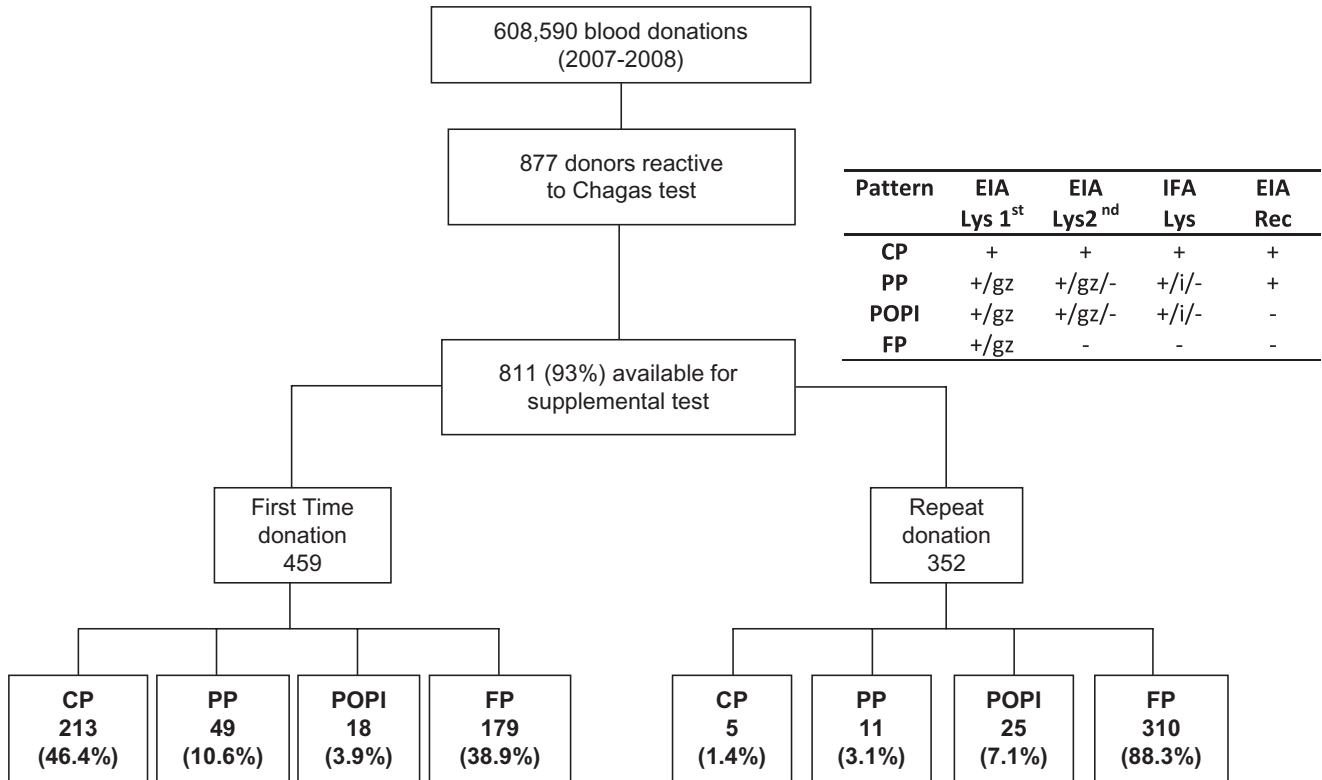 608,590 blood donations
(2007-2008)
877 donors reactive
to Chagas test
Pattern EIA EIA IFA EIA
Lys 1st Lys2 nd Lys Rec
CP + + + +
PP +/gz +/gz/- +/i/- +
POPI +/gz +/gz/- +/i/- -
FP +/gz - - -
811 (93%) available for
supplemental test
First Time
donation
459
Repeat
donation
352
CP
213
(46.4%)
PP
49
(10.6%)
POPI
18
(3.9%)
FP
179
(38.9%)
CP
5
(1.4%)
PP
11
(3.1%)
POPI
25
(7.1%)
FP
310
(88.3%)